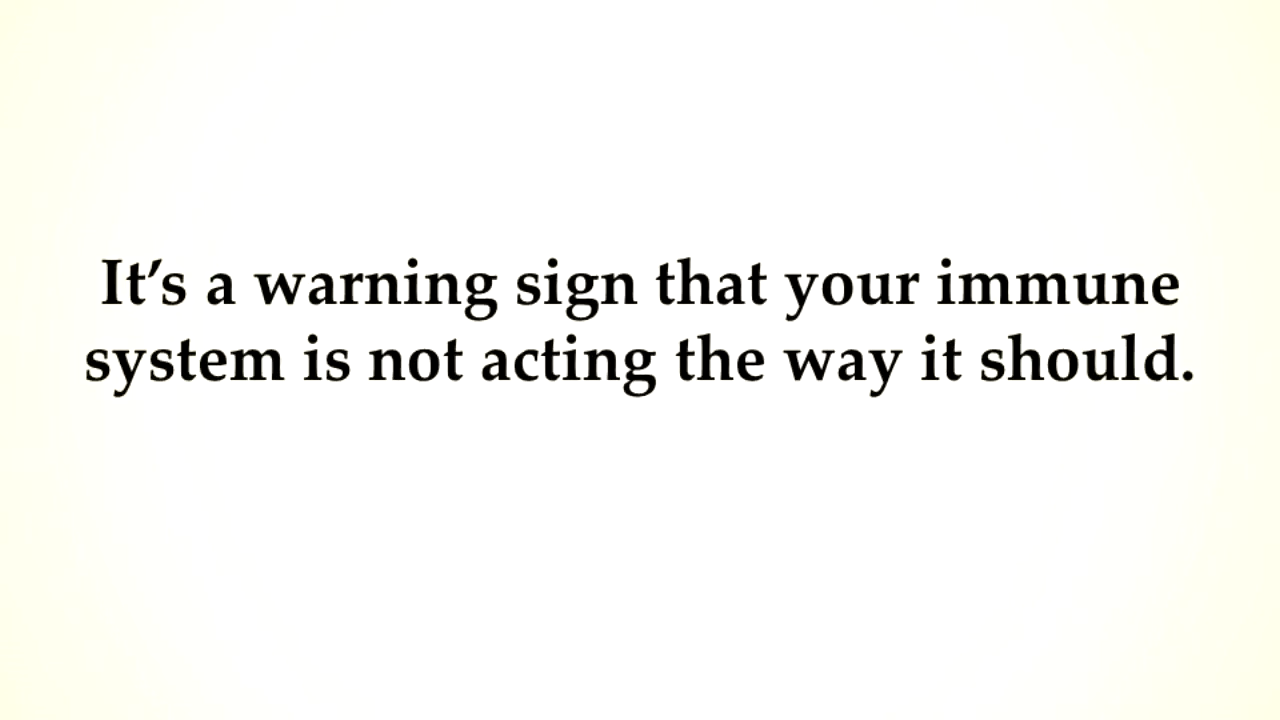 It’s a warning sign that your immune
system is not acting the way it should.